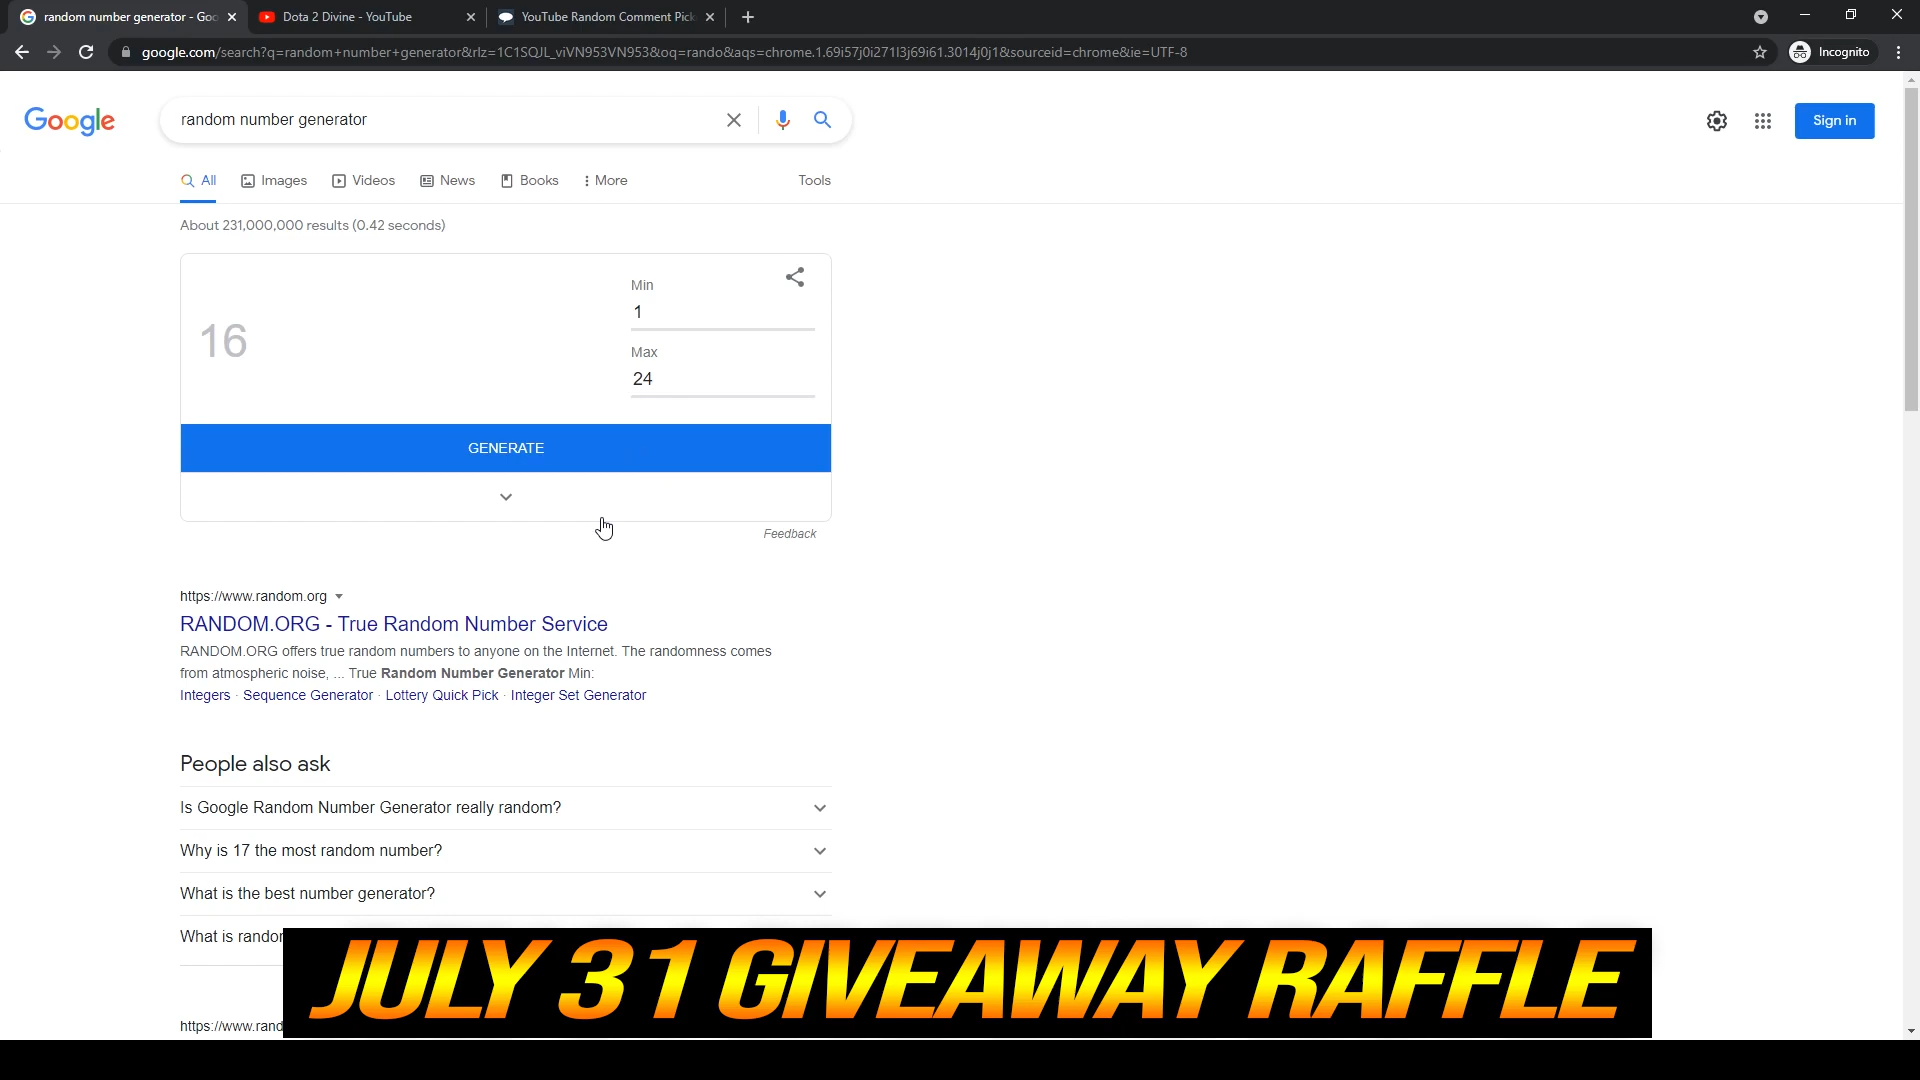 random number generator - Goo
Dota 2 Divine - YouTube
YouTube Random Comment Pick
google.com/search?q=random+number+generator&rlz=1C1SQJL_viVN953VN953&oq=rando&aqs=chrome.1.69i57j0i271l3j69i61.3014j0j1&sourceid=chrome&ie=UTF-8
Incognito
Google
random number generator
Sign in
All Images Videos News Books More Tools
About 231,000,000 results (0.42 seconds)
Min
1
16
Max
24
GENERATE
Feedback
https://www.random.org
RANDOM.ORG - True Random Number Service
RANDOM.ORG offers true random numbers to anyone on the Internet. The randomness comes
from atmospheric noise, ... True Random Number Generator Min:
Integers · Sequence Generator · Lottery Quick Pick · Integer Set Generator
People also ask
Is Google Random Number Generator really random?
Why is 17 the most random number?
What is the best number generator?
What is randor
JULY 31 GIVEAWAY RAFFLE
https://www.rand